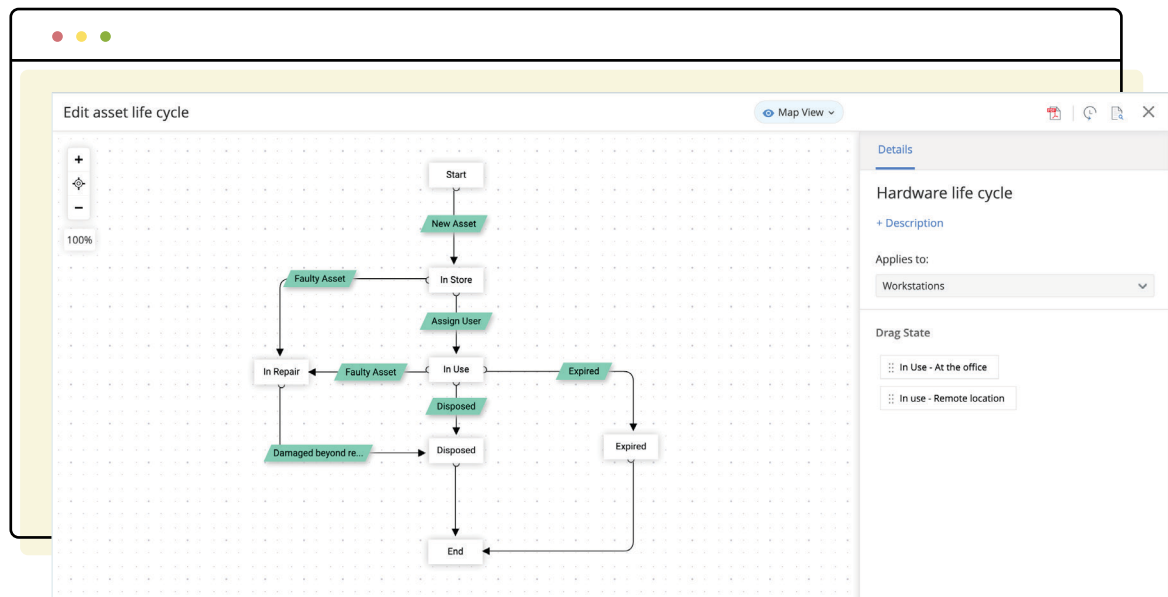 Edit asset life cycle
Map View
+
−
100%
Start
New Asset
Faulty Asset
In Store
Assign User
In Repair
Faulty Asset
In Use
Expired
Disposed
Damaged beyond re...
Disposed
Expired
End
Details
Hardware life cycle
+ Description
Applies to:
Workstations
Drag State
In Use - At the office
In use - Remote location